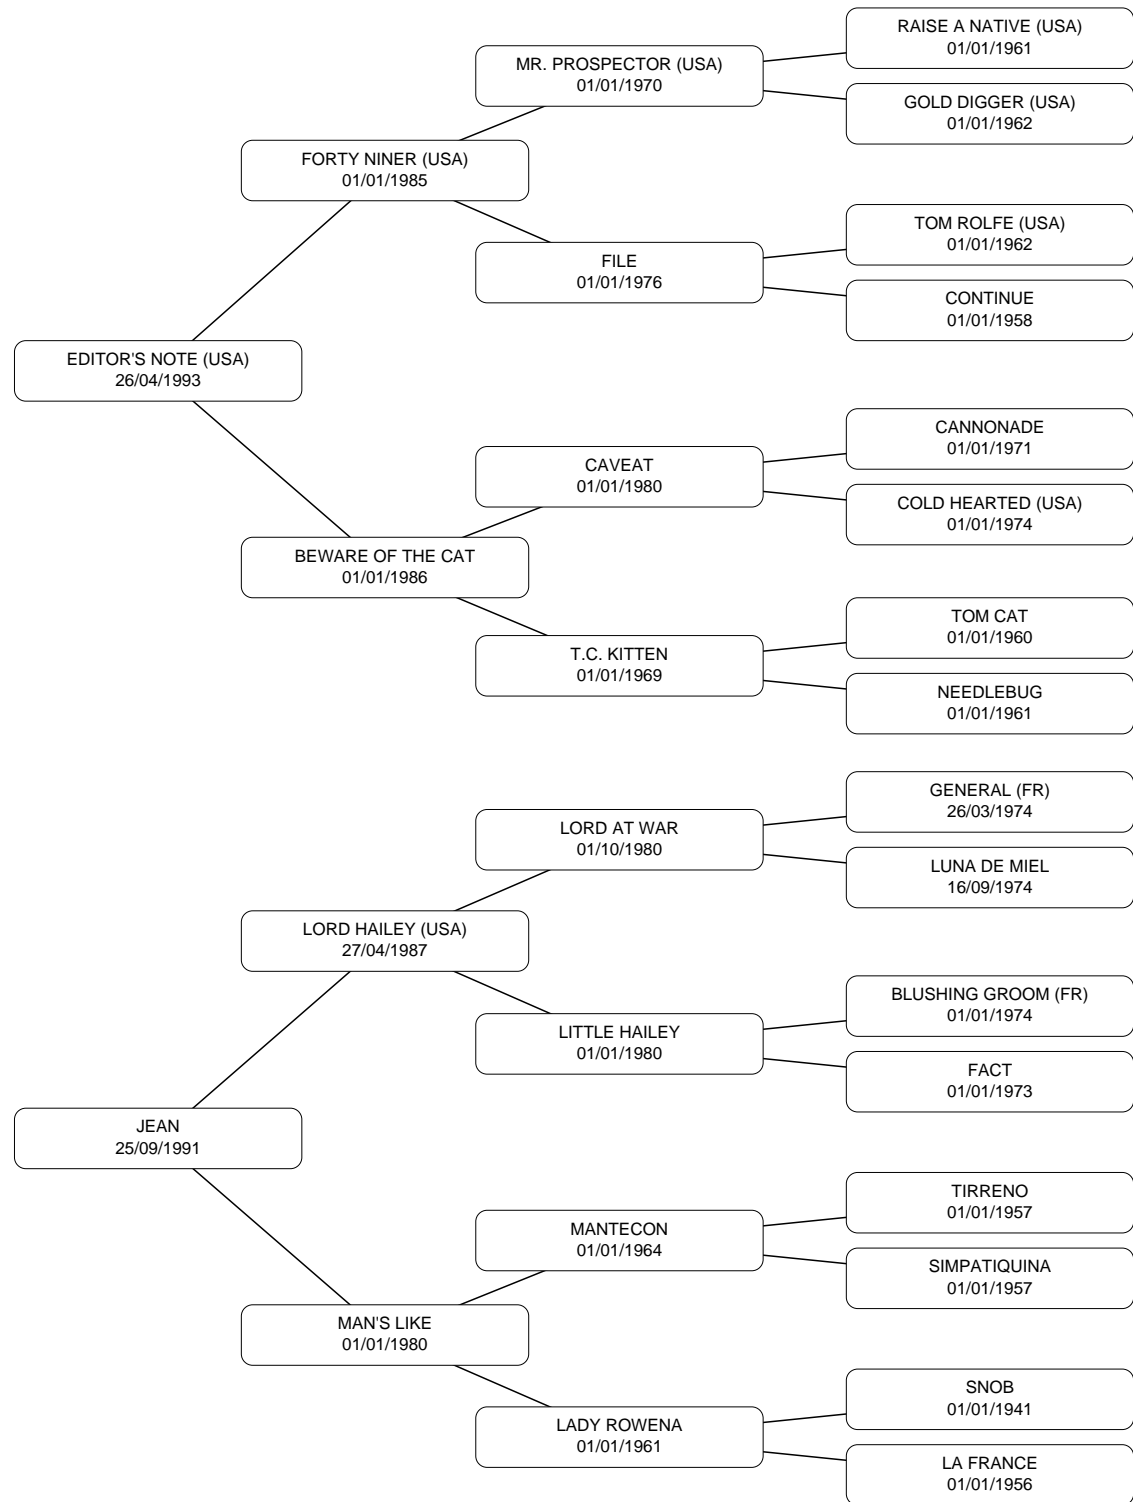 RAISE A NATIVE (USA)
01/01/1961
MR. PROSPECTOR (USA)
01/01/1970
GOLD DIGGER (USA)
01/01/1962
FORTY NINER (USA)
01/01/1985
TOM ROLFE (USA)
01/01/1962
FILE
01/01/1976
CONTINUE
01/01/1958
EDITOR'S NOTE (USA)
26/04/1993
CANNONADE
01/01/1971
CAVEAT
01/01/1980
COLD HEARTED (USA)
01/01/1974
BEWARE OF THE CAT
01/01/1986
TOM CAT
01/01/1960
T.C. KITTEN
01/01/1969
NEEDLEBUG
01/01/1961
GENERAL (FR)
26/03/1974
LORD AT WAR
01/10/1980
LUNA DE MIEL
16/09/1974
LORD HAILEY (USA)
27/04/1987
BLUSHING GROOM (FR)
01/01/1974
LITTLE HAILEY
01/01/1980
FACT
01/01/1973
JEAN
25/09/1991
TIRRENO
01/01/1957
MANTECON
01/01/1964
SIMPATIQUINA
01/01/1957
MAN'S LIKE
01/01/1980
SNOB
01/01/1941
LADY ROWENA
01/01/1961
LA FRANCE
01/01/1956